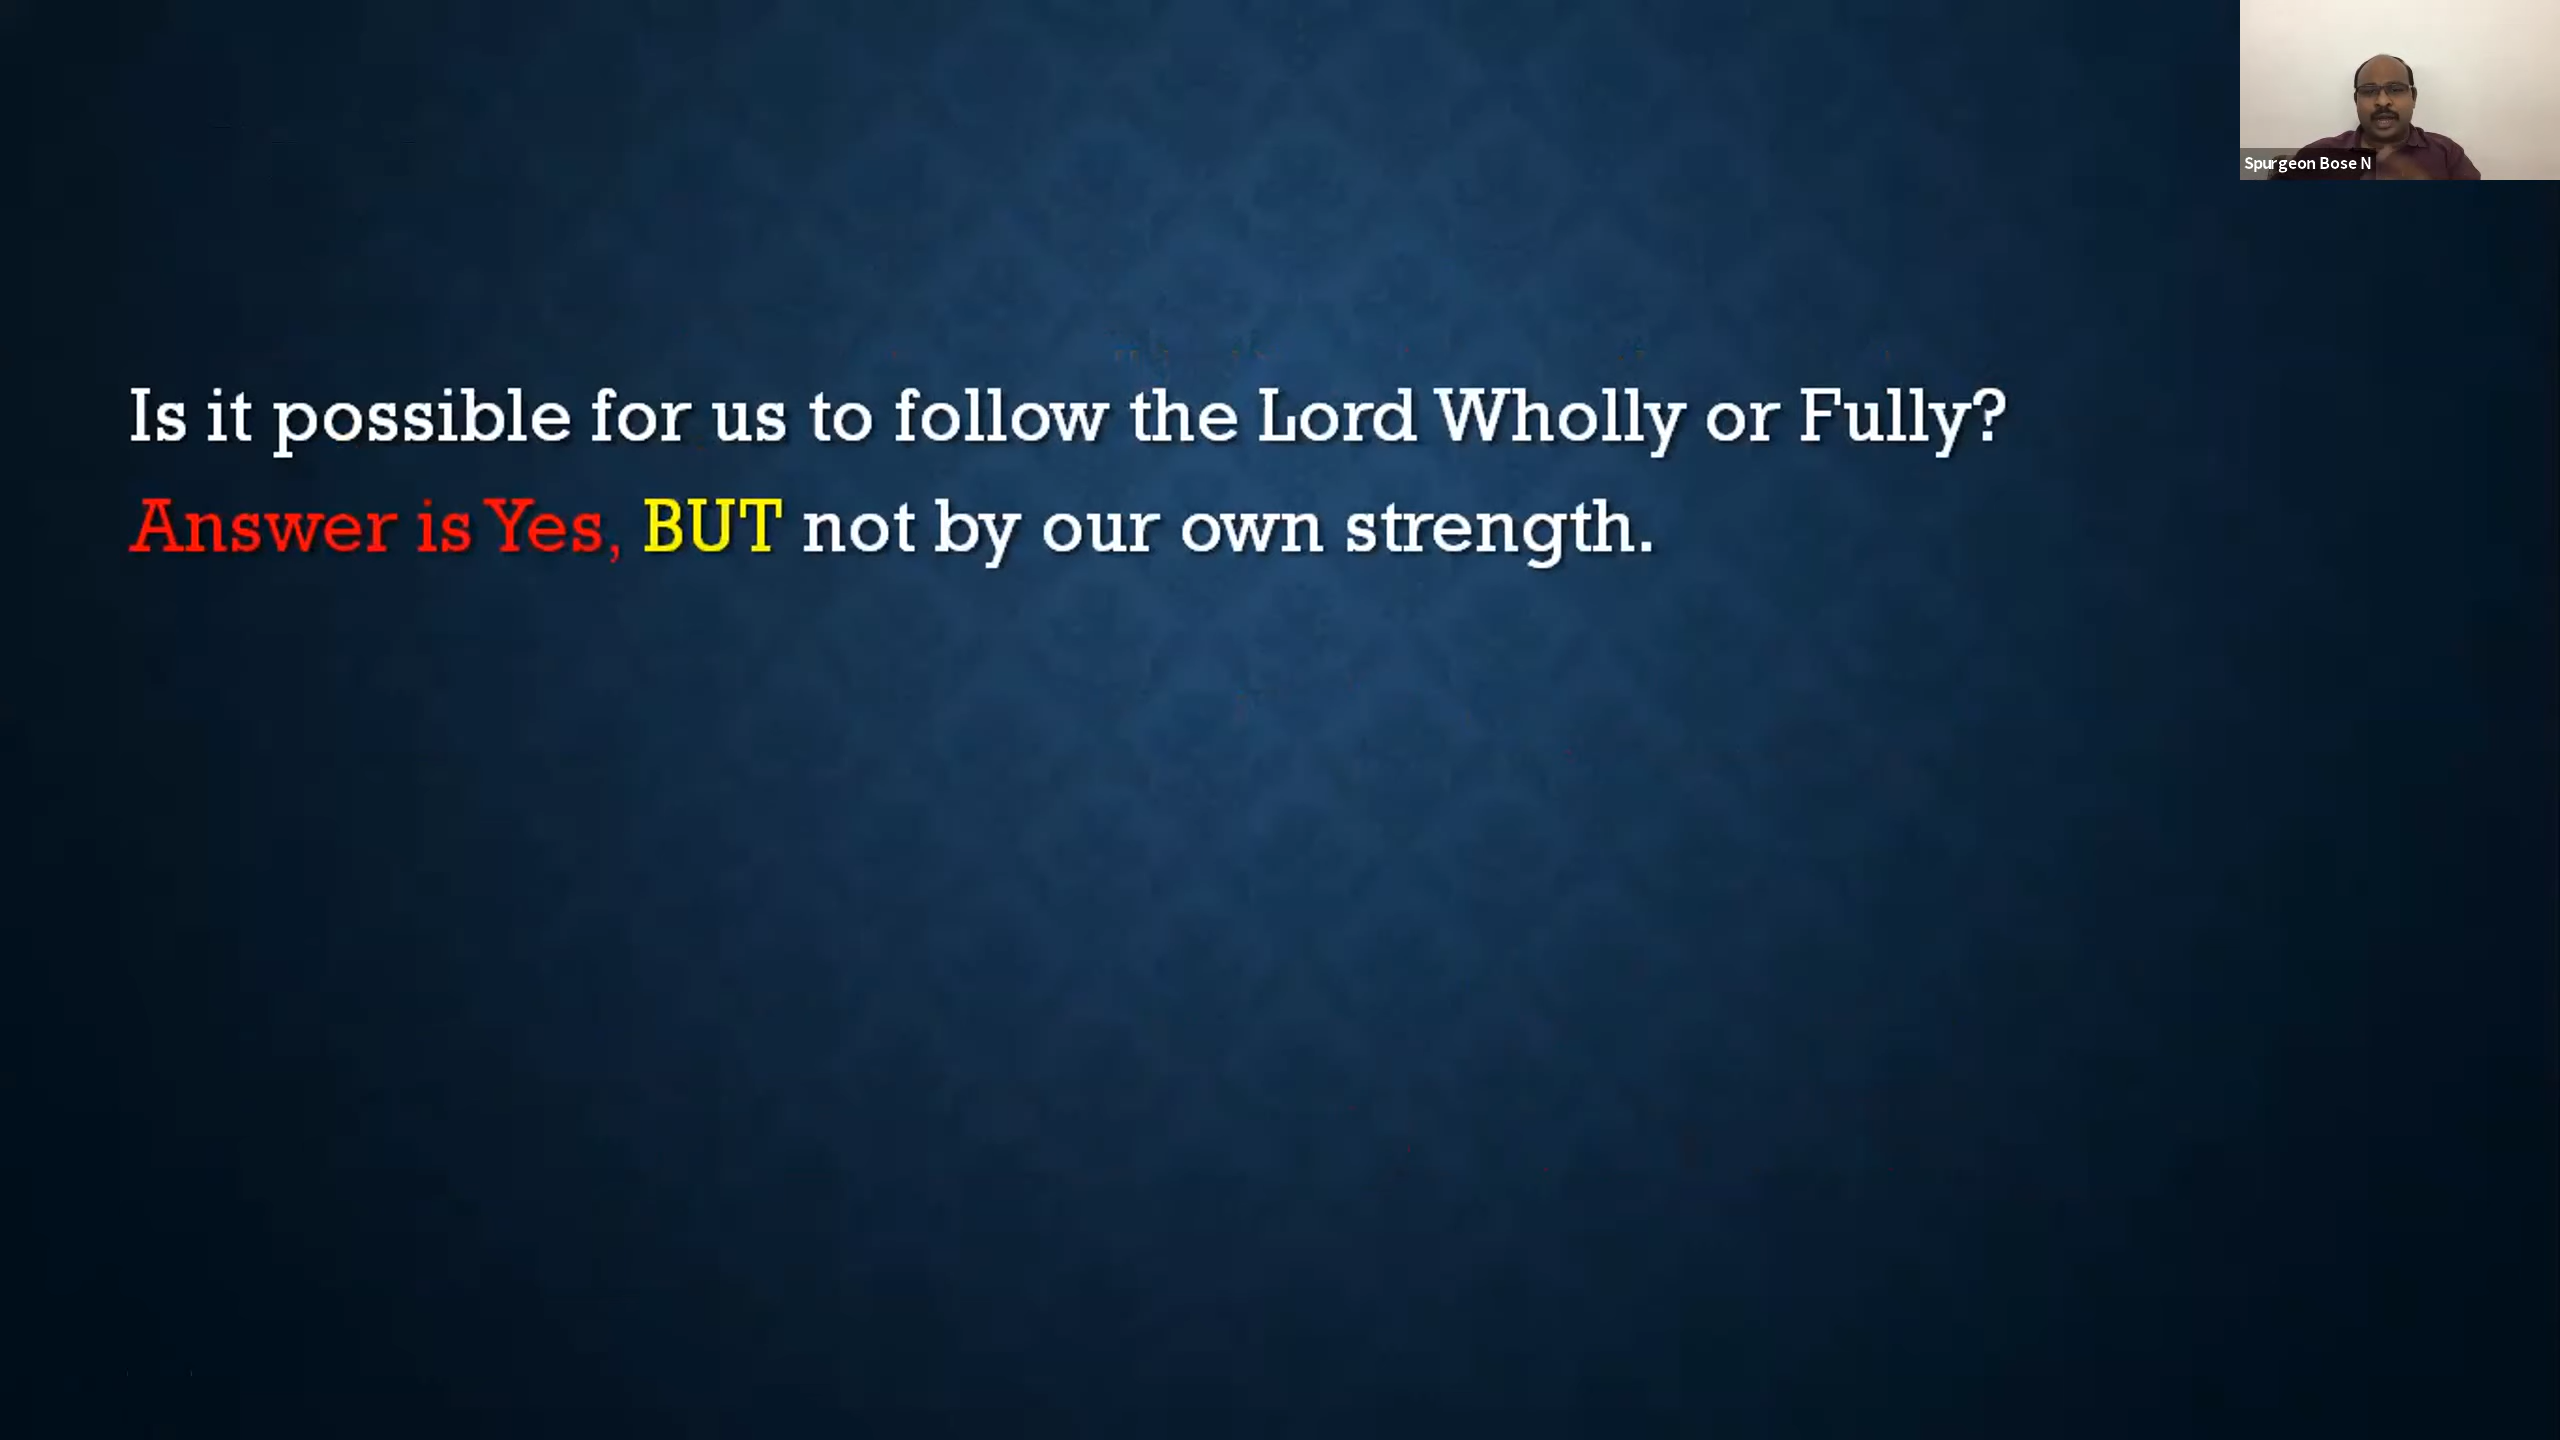 Is it possible for us to follow the Lord Wholly or Fully?
Answer is Yes, BUT not by our own strength.
Spurgeon Bose N